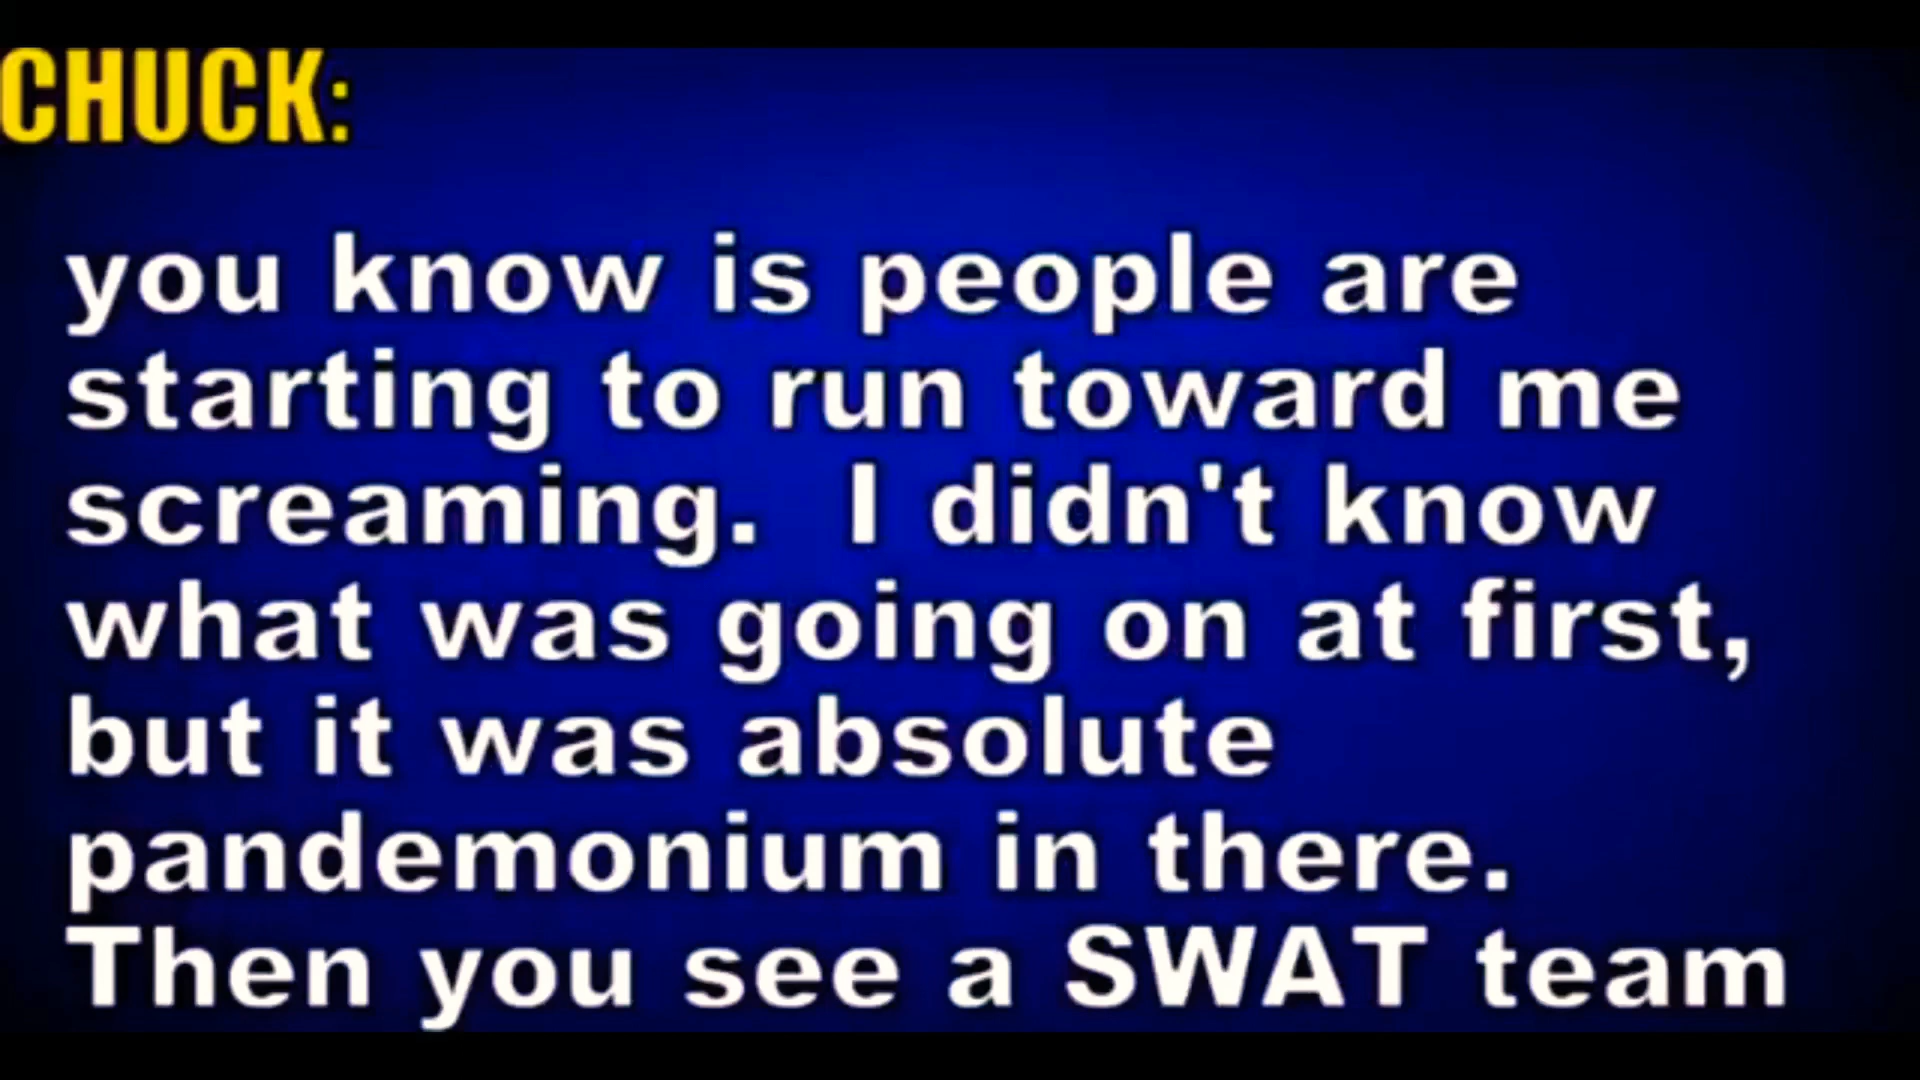 CHUCK:
you know is people are
starting to run toward me
screaming.  I didn't know
what was going on at first,
but it was absolute
pandemonium in there.
Then you see a SWAT team